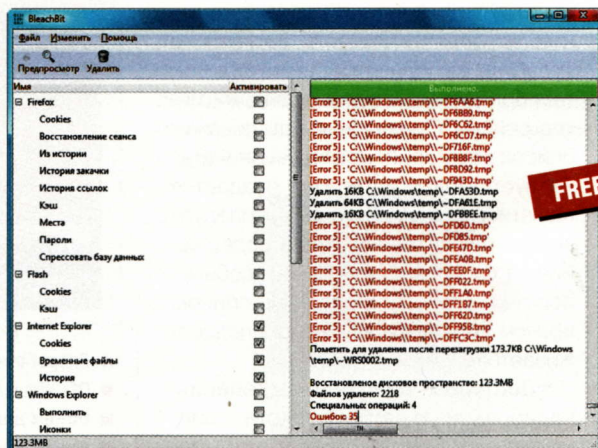 BleachBit
Файл Изменить Помощь
Предпросмотр Удалить
Имя Активировать
Firefox
Cookies
Восстановление сеанса
Из истории
История закачки
История ссылок
Кэш
Места
Пароли
Спрессовать базу данных
Flash
Cookies
Кэш
Internet Explorer
Cookies
Временные файлы
История
Windows Explorer
Выполнить
Иконки
123.3MB
Выполнено.
[Error 5] : 'C:\\Windows\\temp\\~DF6AA6.tmp'
[Error 5] : 'C:\\Windows\\temp\\~DF6BB9.tmp'
[Error 5] : 'C:\\Windows\\temp\\~DF6C62.tmp'
[Error 5] : 'C:\\Windows\\temp\\~DF6CD7.tmp'
[Error 5] : 'C:\\Windows\\temp\\~DF716F.tmp'
[Error 5] : 'C:\\Windows\\temp\\~DF8B8F.tmp'
[Error 5] : 'C:\\Windows\\temp\\~DF8D92.tmp'
[Error 5] : 'C:\\Windows\\temp\\~DF943D.tmp'
Удалить 16KB C:\Windows\temp\~DFA53D.tmp
Удалить 64KB C:\Windows\temp\~DFA61E.tmp
Удалить 16KB C:\Windows\temp\~DFBBEE.tmp
[Error 5] : 'C:\\Windows\\temp\\~DFD6D.tmp'
[Error 5] : 'C:\\Windows\\temp\\~DFD85.tmp'
[Error 5] : 'C:\\Windows\\temp\\~DFE47D.tmp'
[Error 5] : 'C:\\Windows\\temp\\~DFEA0B.tmp'
[Error 5] : 'C:\\Windows\\temp\\~DFEE0F.tmp'
[Error 5] : 'C:\\Windows\\temp\\~DFF022.tmp'
[Error 5] : 'C:\\Windows\\temp\\~DFF1A0.tmp'
[Error 5] : 'C:\\Windows\\temp\\~DFF1B7.tmp'
[Error 5] : 'C:\\Windows\\temp\\~DFF62D.tmp'
[Error 5] : 'C:\\Windows\\temp\\~DFF95B.tmp'
[Error 5] : 'C:\\Windows\\temp\\~DFFC3C.tmp'
Пометить для удаления после перезагрузки 173.7KB C:\Windows
\temp\~WRS0002.tmp
Восстановленое дисковое пространство: 123.3MB
Файлов удалено: 2218
Специальных операций: 4
Ошибок: 35
FREE